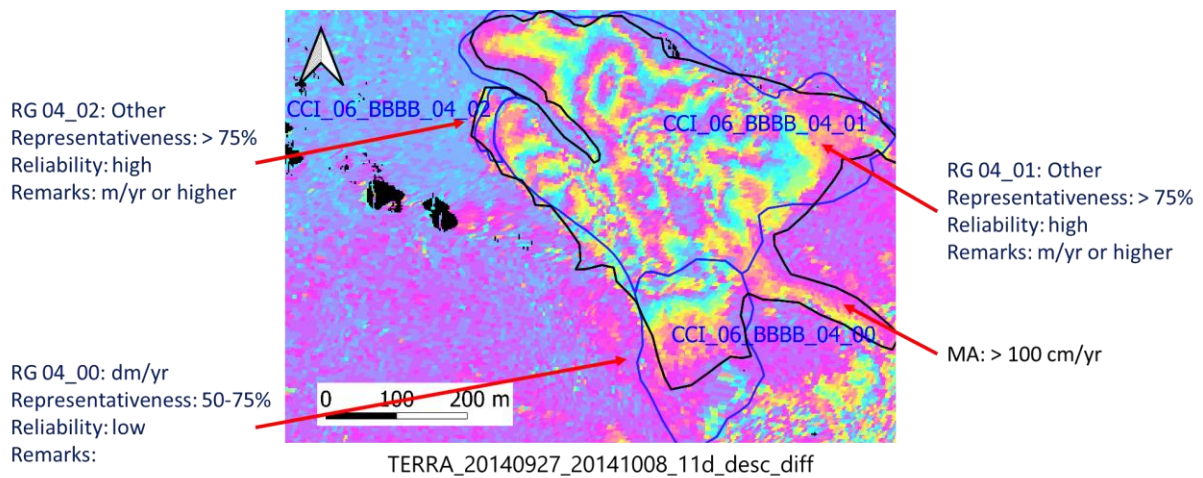 RG 04_02: Other
Representativeness: > 75%
Reliability: high
Remarks: m/yr or higher
RG 04_00: dm/yr
Representativeness: 50-75%
Reliability: low
Remarks:
CCI_06_BBBB_04_02
CCI_06_BBBB_04_01
CCI_06_BBBB_04_00
0 100 200 m
RG 04_01: Other
Representativeness: > 75%
Reliability: high
Remarks: m/yr or higher
MA: > 100 cm/yr
TERRA_20140927_20141008_11d_desc_diff